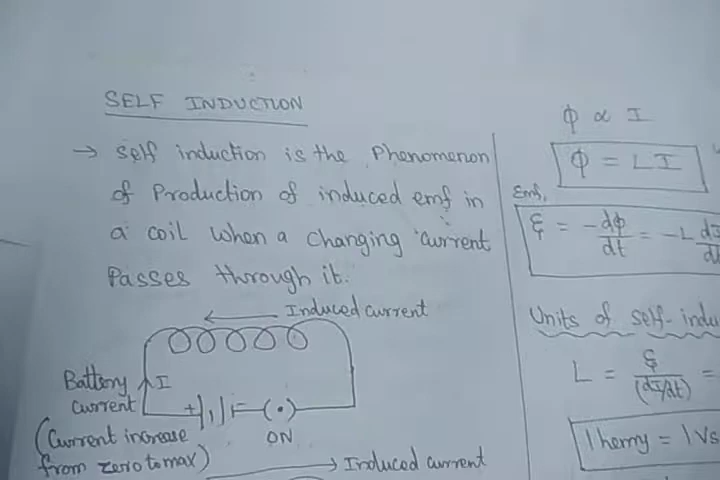 SELF INDUCTION
→ Self induction is the Phenomenon
of Production of induced emf in
a coil when a changing current
Passes through it.
← Induced current
Battery
current
I
+
(•)
ON
(Current increase
from zero to max)
→ Induced current
ϕ ∝ I
ϕ = LI
Emf,
ξ = -dϕ/dt = -L
Units of self-indu
L = ξ/(dI/dt) =
1 henry = 1 Vs